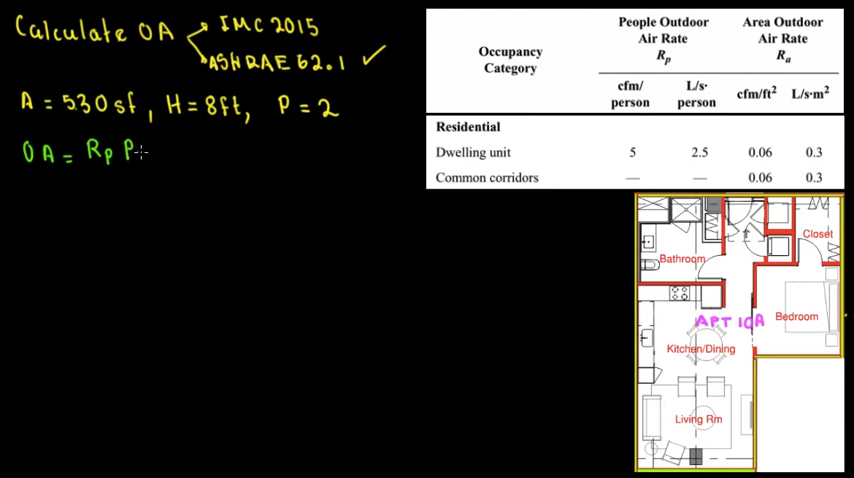 Calculate OA
IMC 2015
ASHRAE 62.1 ✓
A = 530 sf, H = 8ft, P = 2
OA = Rp P
Occupancy
Category
People Outdoor
Air Rate
Rp
Area Outdoor
Air Rate
Ra
cfm/
person
L/s·
person
cfm/ft² L/s·m²
Residential
Dwelling unit 5 2.5 0.06 0.3
Common corridors — — 0.06 0.3
Closet
Bathroom
Bedroom
APT 10A
Kitchen/Dining
Living Rm